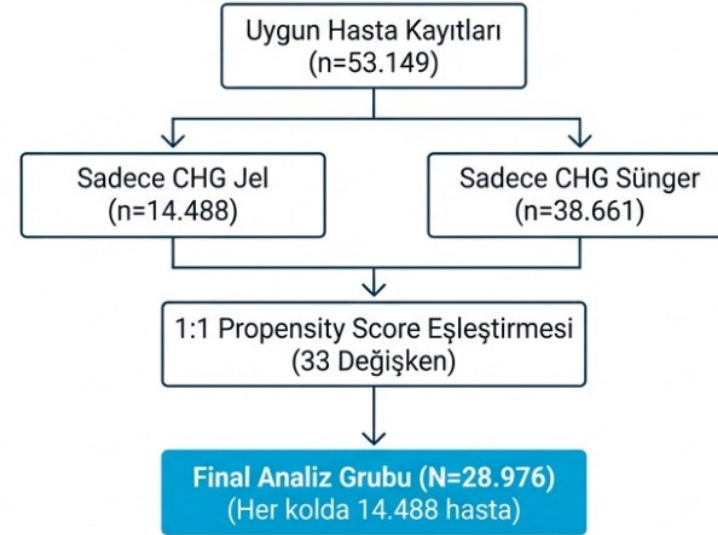 Uygun Hasta Kayıtları
(n=53.149)
Sadece CHG Jel
(n=14.488)
Sadece CHG Sünger
(n=38.661)
1:1 Propensity Score Eşleştirmesi
(33 Değişken)
Final Analiz Grubu (N=28.976)
(Her kolda 14.488 hasta)